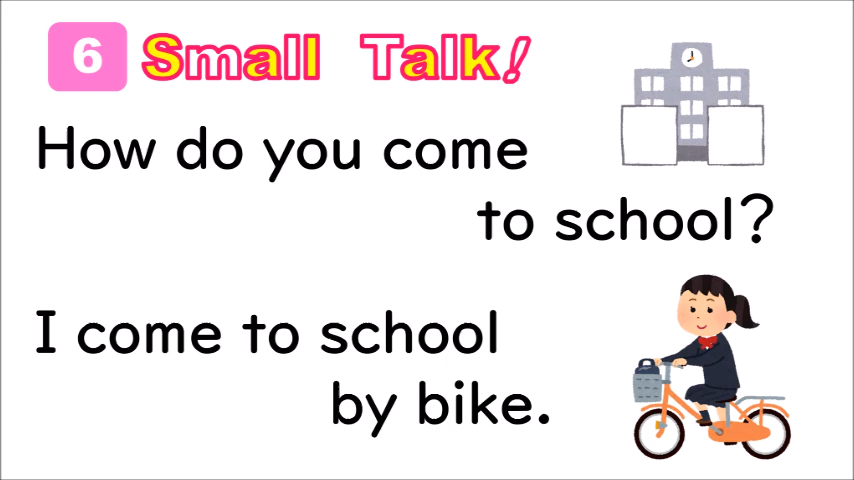 6 Small Talk!
How do you come
to school?
I come to school
by bike.